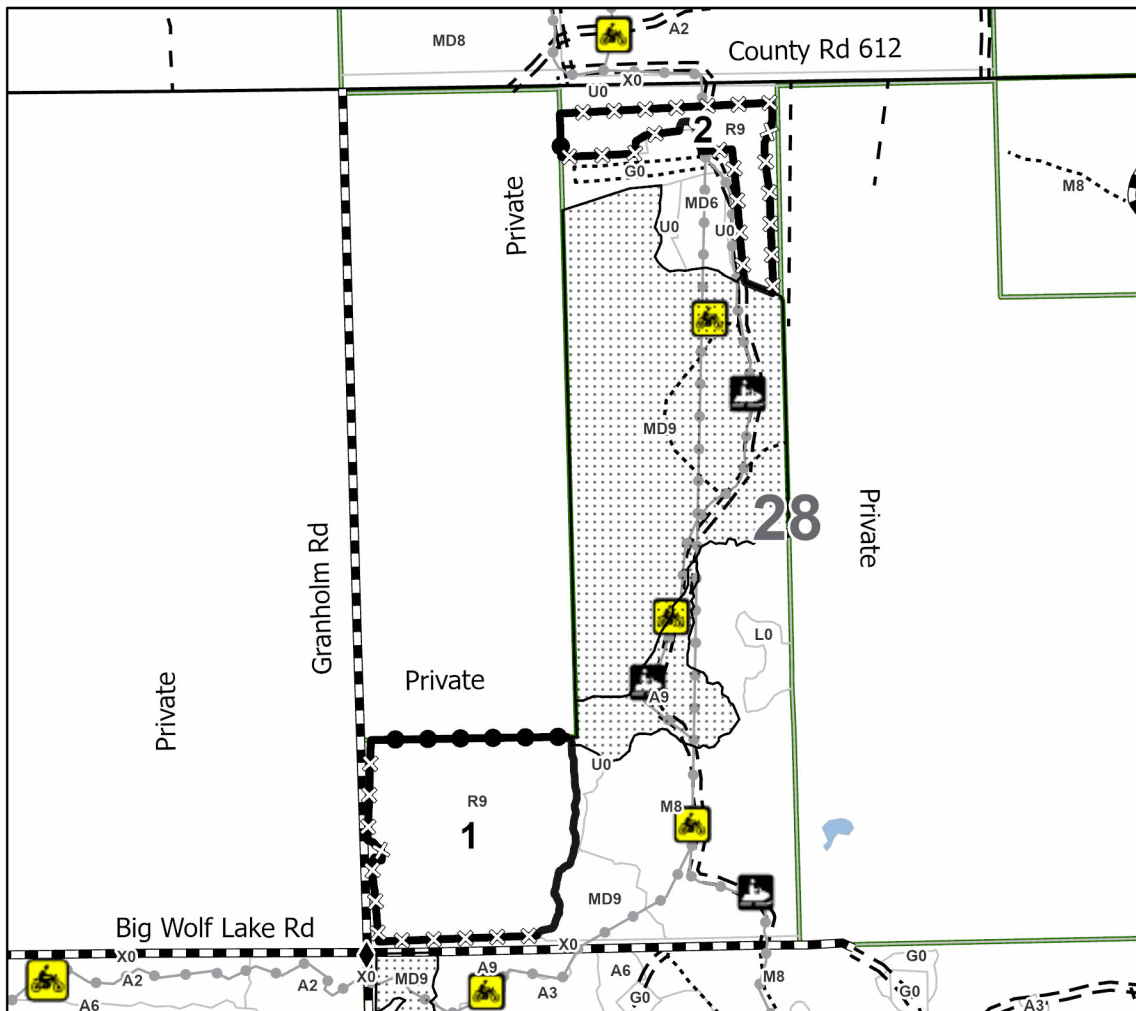 MD8
A2
County Rd 612
X0
U0
2
R9
G0
M8
Private
MD6
U0
U0
MD9
28
Private
Granholm Rd
L0
Private
Private
A9
U0
R9
M8
1
MD9
Big Wolf Lake Rd
X0
X0
G0
A2
A2
X0
MD9
A9
A6
M8
A3
G0
G0
A6
A3